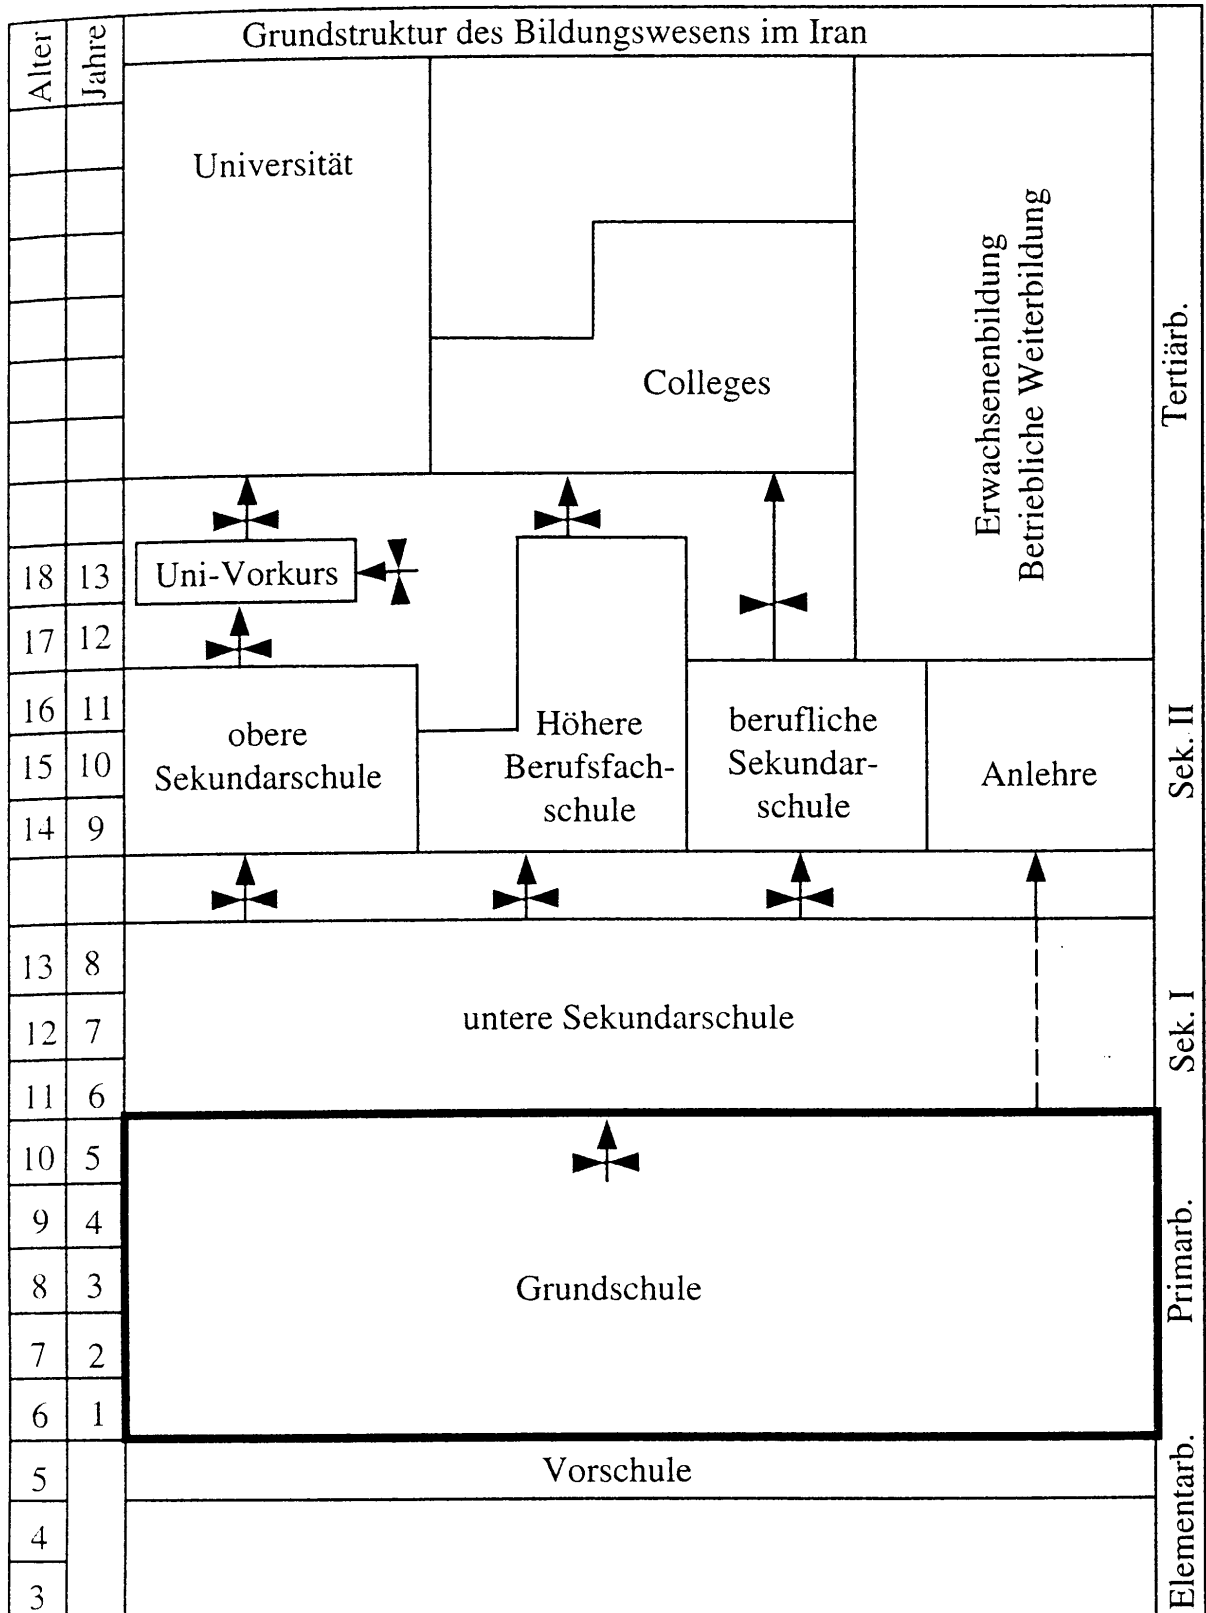 Grundstruktur des Bildungswesens im Iran
Alter
Jahre
Universität
Colleges
Erwachsenenbildung
Betriebliche Weiterbildung
Tertiärb.
18 13
Uni-Vorkurs
17 12
16 11
15 10
14 9
obere
Sekundarschule
Höhere
Berufsfach-
schule
berufliche
Sekundar-
schule
Anlehre
Sek. II
13 8
12 7
11 6
untere Sekundarschule
Sek. I
10 5
9 4
8 3
7 2
6 1
Grundschule
Primarb.
5
Vorschule
4
3
Elementarb.